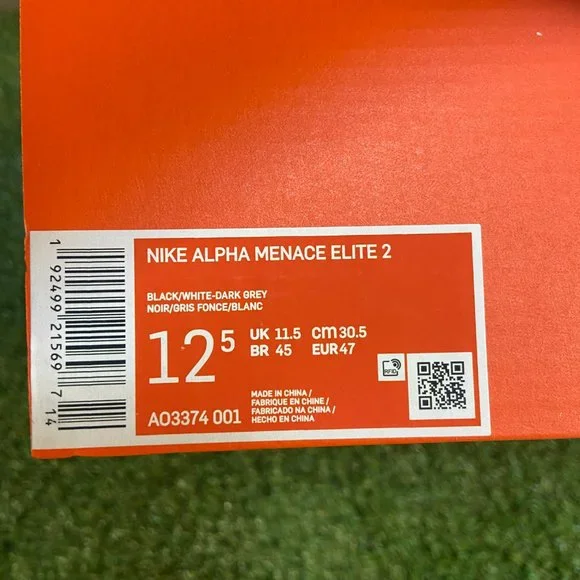 NIKE ALPHA MENACE ELITE 2
BLACK/WHITE-DARK GREY
NOIR/GRIS FONCE/BLANC
12⁵
UK 11.5 CM 30.5
BR 45 EUR 47
AO3374 001
MADE IN CHINA /
FABRIQUE EN CHINE /
FABRICADO NA CHINA /
HECHO EN CHINA
RFID
1 92499 21569 7 14